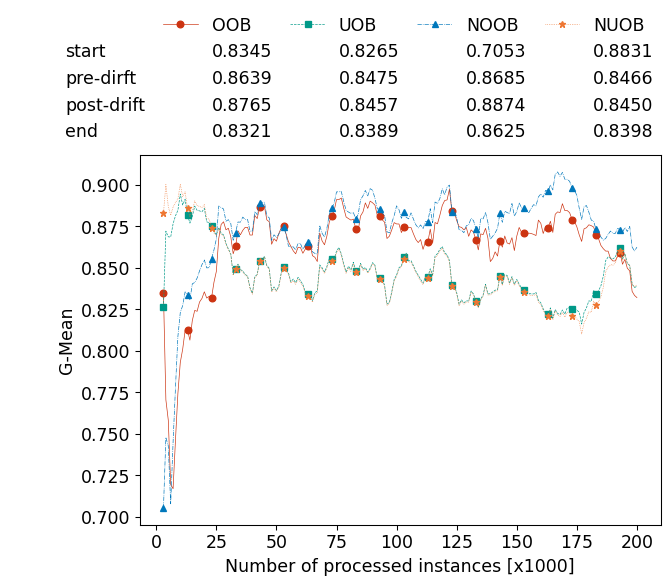 OOB UOB NOOB NUOB
start 0.8345 0.8265 0.7053 0.8831
pre-dirft 0.8639 0.8475 0.8685 0.8466
post-drift 0.8765 0.8457 0.8874 0.8450
end 0.8321 0.8389 0.8625 0.8398
G-Mean
0.900
0.875
0.850
0.825
0.800
0.775
0.750
0.725
0.700
0 25 50 75 100 125 150 175 200
Number of processed instances [x1000]